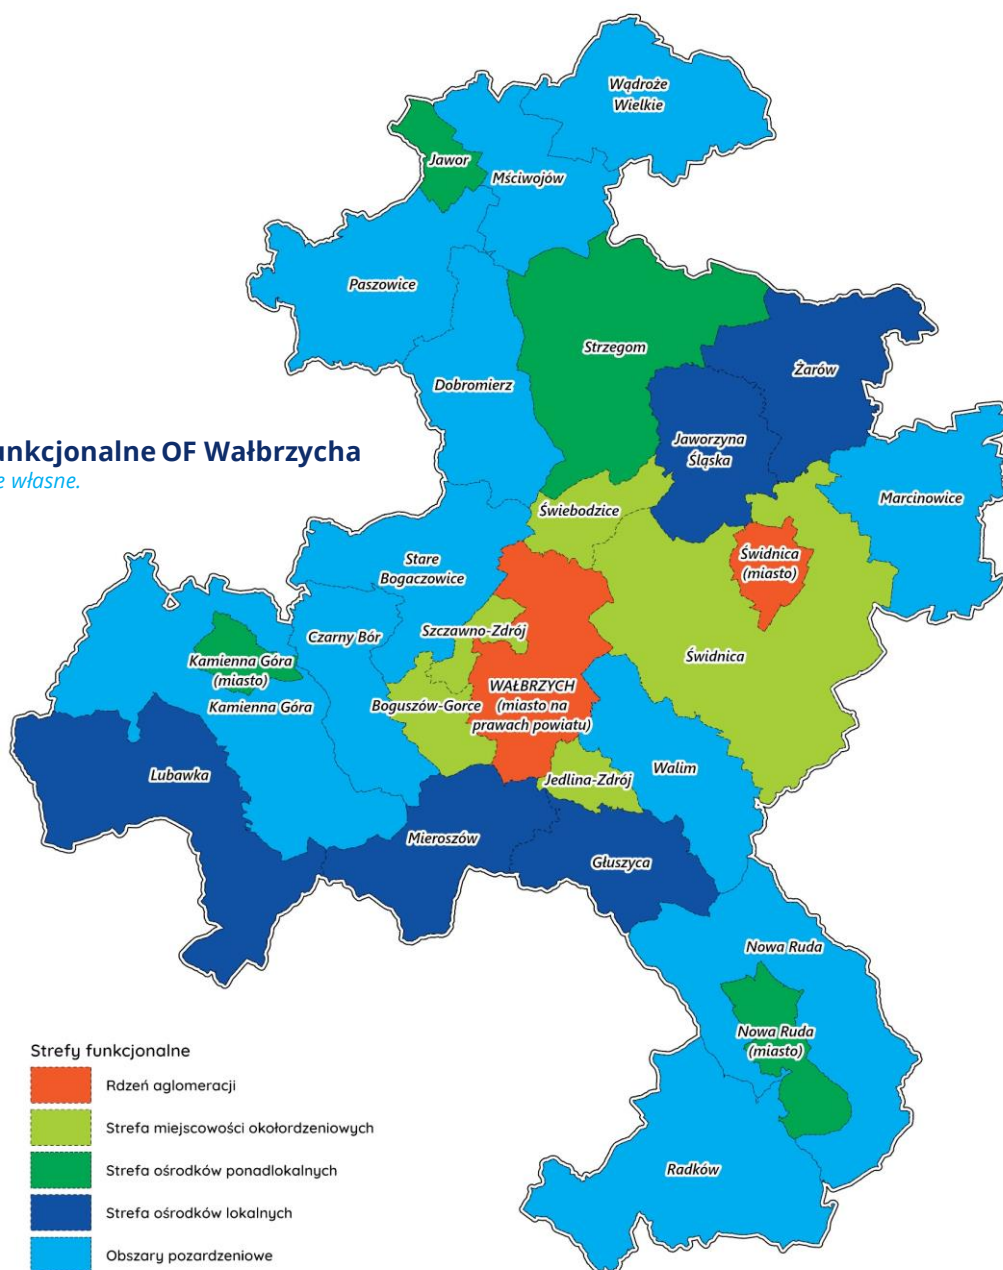 Wądroże
Wielkie
Jawor
Mściwojów
Paszowice
Strzegom
Żarów
Dobromierz
Jaworzyna
Śląska
unkcjonalne OF Wałbrzycha
e własne.
Marcinowice
Świebodzice
Stare
Bogaczowice
Świdnica
(miasto)
Szczawno-Zdrój
Czarny Bór
Kamienna Góra
(miasto)
Kamienna Góra
Świdnica
WAŁBRZYCH
(miasto na
prawach powiatu)
Boguszów-Gorce
Lubawka
Jedlina-Zdrój
Walim
Mieroszów
Głuszyca
Nowa Ruda
Nowa Ruda
(miasto)
Radków
Strefy funkcjonalne
Rdzeń aglomeracji
Strefa miejscowości okołordzeniowych
Strefa ośrodków ponadlokalnych
Strefa ośrodków lokalnych
Obszary pozardzeniowe